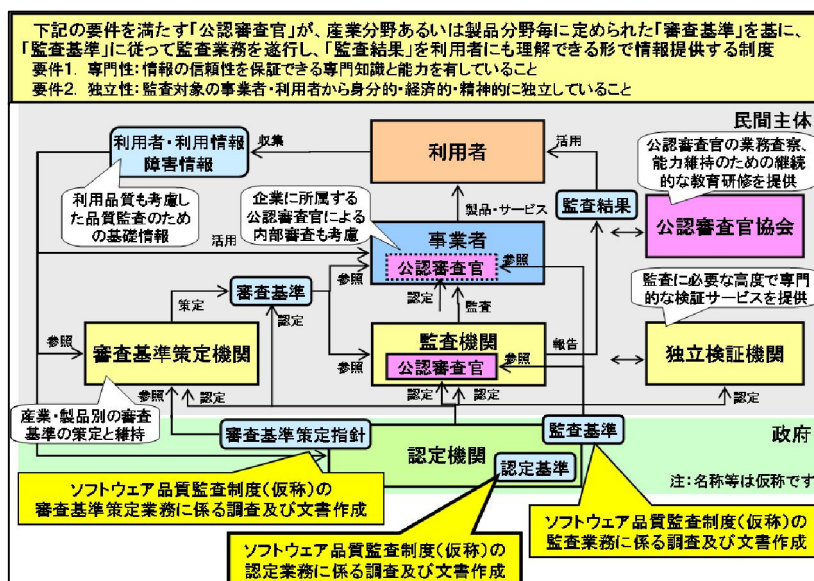 下記の要件を満たす「公認審査官」が、産業分野あるいは製品分野毎に定められた「審査基準」を基に、
「監査基準」に従って監査業務を遂行し、「監査結果」を利用者にも理解できる形で情報提供する制度
要件1. 専門性：情報の信頼性を保証できる専門知識と能力を有していること
要件2. 独立性：監査対象の事業者・利用者から身分的・経済的・精神的に独立していること
民間主体
利用者・利用情報
障害情報
収集
利用者
活用
公認審査官の業務査察、
能力維持のための継続
的な教育研修を提供
利用品質も考慮し
た品質監査のため
の基礎情報
企業に所属する
公認審査官による
内部審査も考慮
製品・サービス
監査結果
公認審査官協会
活用
事業者
公認審査官
参照
参照
審査基準
策定
認定
認定
監査
監査に必要な高度で専門
的な検証サービスを提供
参照
審査基準策定機関
参照
監査機関
公認審査官
参照
報告
独立検証機関
参照
認定
認定
認定
認定
産業・製品別の審査
基準の策定と維持
審査基準策定指針
監査基準
政府
認定機関
認定基準
注：名称等は仮称です
ソフトウェア品質監査制度(仮称)の
審査基準策定業務に係る調査及び文書作成
ソフトウェア品質監査制度(仮称)の
監査業務に係る調査及び文書作成
ソフトウェア品質監査制度(仮称)の
認定業務に係る調査及び文書作成